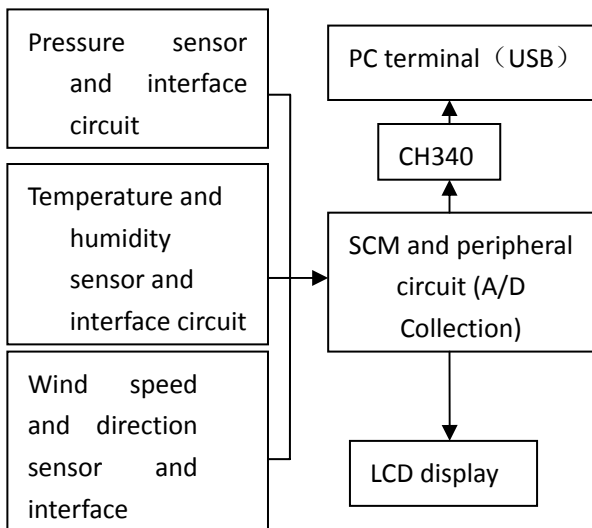 Pressure sensor
and interface
circuit
Temperature and
humidity
sensor and
interface circuit
Wind speed
and direction
sensor and
interface
PC terminal（USB）
CH340
SCM and peripheral
circuit (A/D
Collection)
LCD display